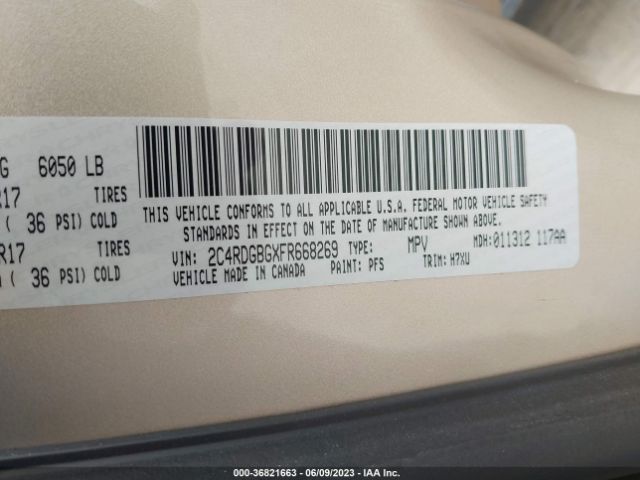 G 6050 LB
R17 TIRES
( 36 PSI) COLD
R17 TIRES
( 36 PSI) COLD
THIS VEHICLE CONFORMS TO ALL APPLICABLE U.S.A. FEDERAL MOTOR VEHICLE SAFETY
STANDARDS IN EFFECT ON THE DATE OF MANUFACTURE SHOWN ABOVE.
VIN: 2C4RDGBGXFR668269 TYPE: MPV MDH: 011312 117AA
VEHICLE MADE IN CANADA PAINT: PFS TRIM: H7XU
000-36821663 - 06/09/2023 - IAA Inc.